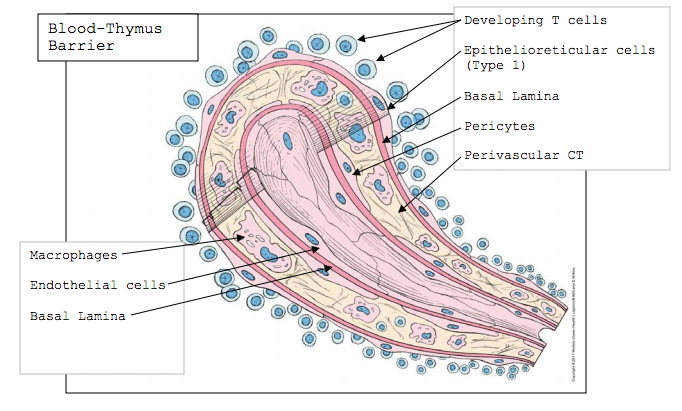 Blood-Thymus
Barrier
Developing T cells
Epithelioreticular cells
(Type 1)
Basal Lamina
Pericytes
Perivascular CT
Macrophages
Endothelial cells
Basal Lamina